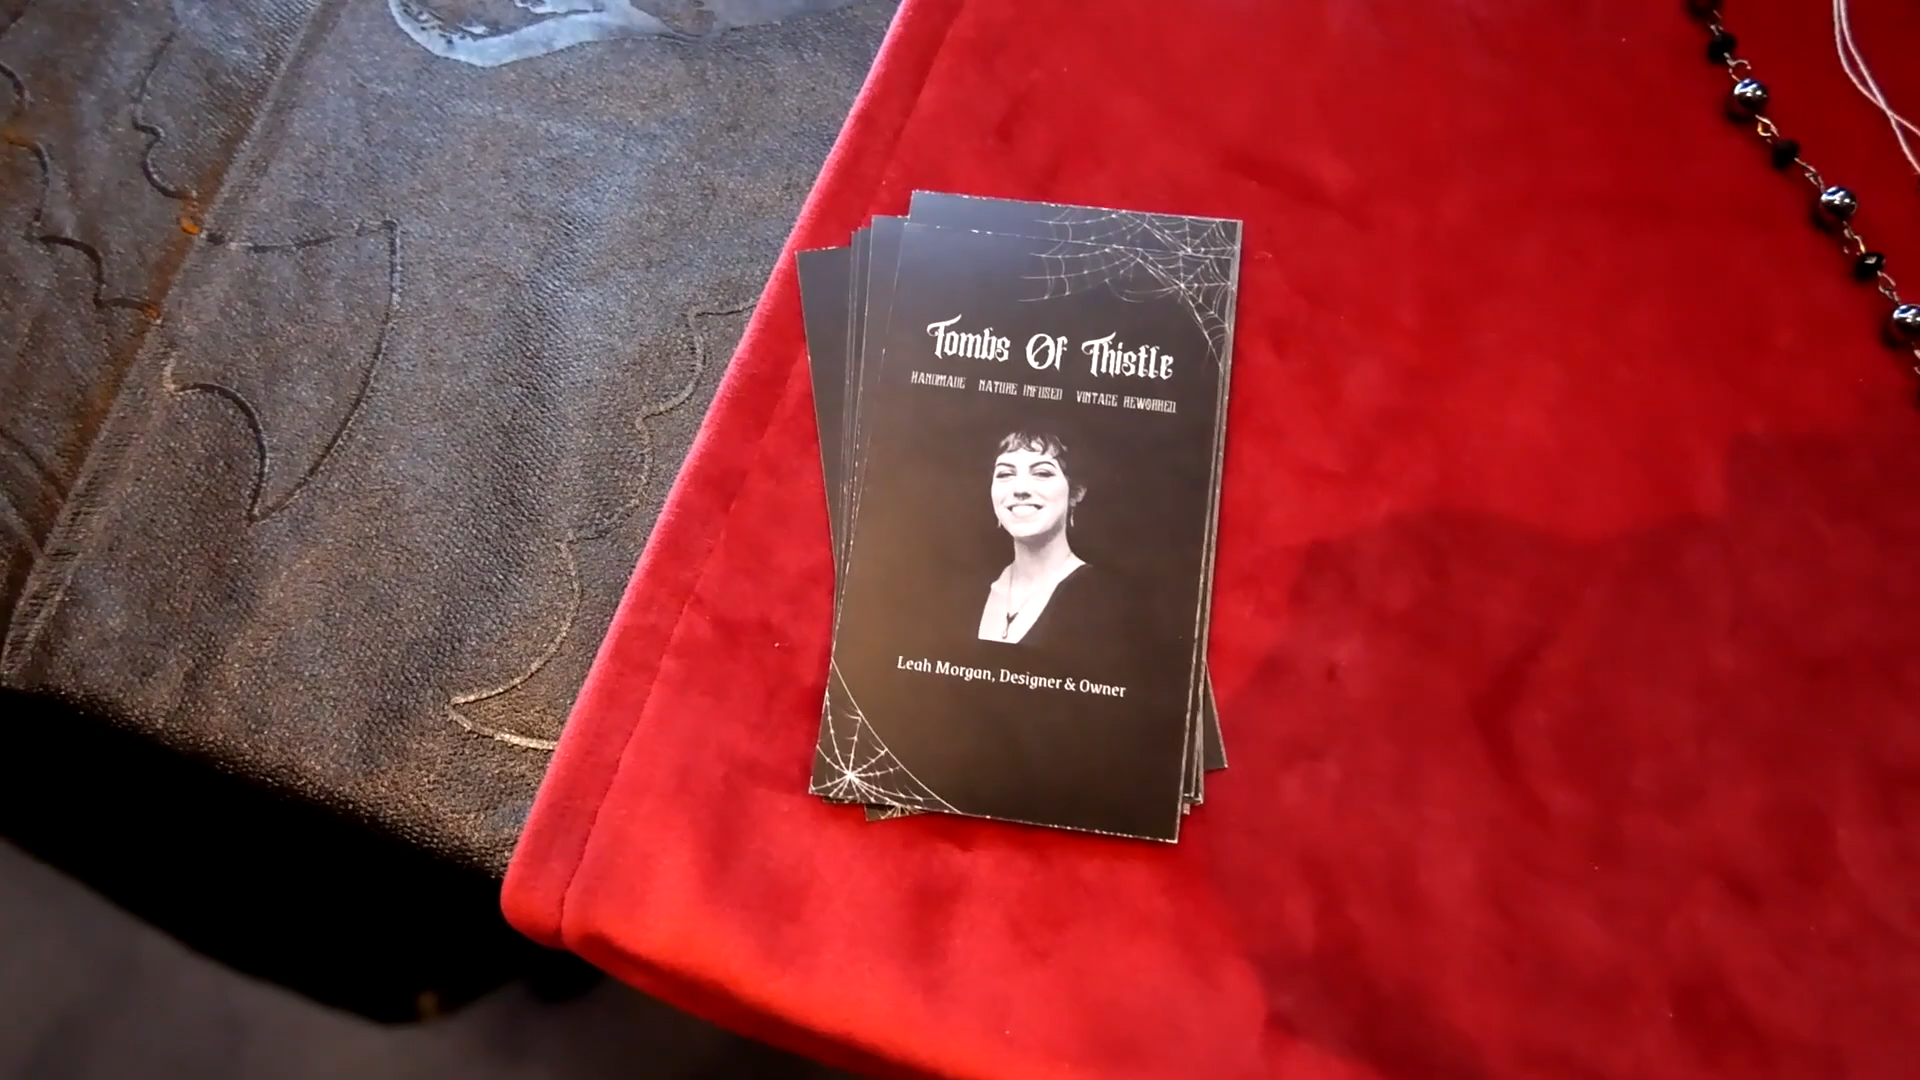 Tombs Of Thistle
HANDMADE NATURE INFUSED VINTAGE REWORKED
Leah Morgan, Designer & Owner